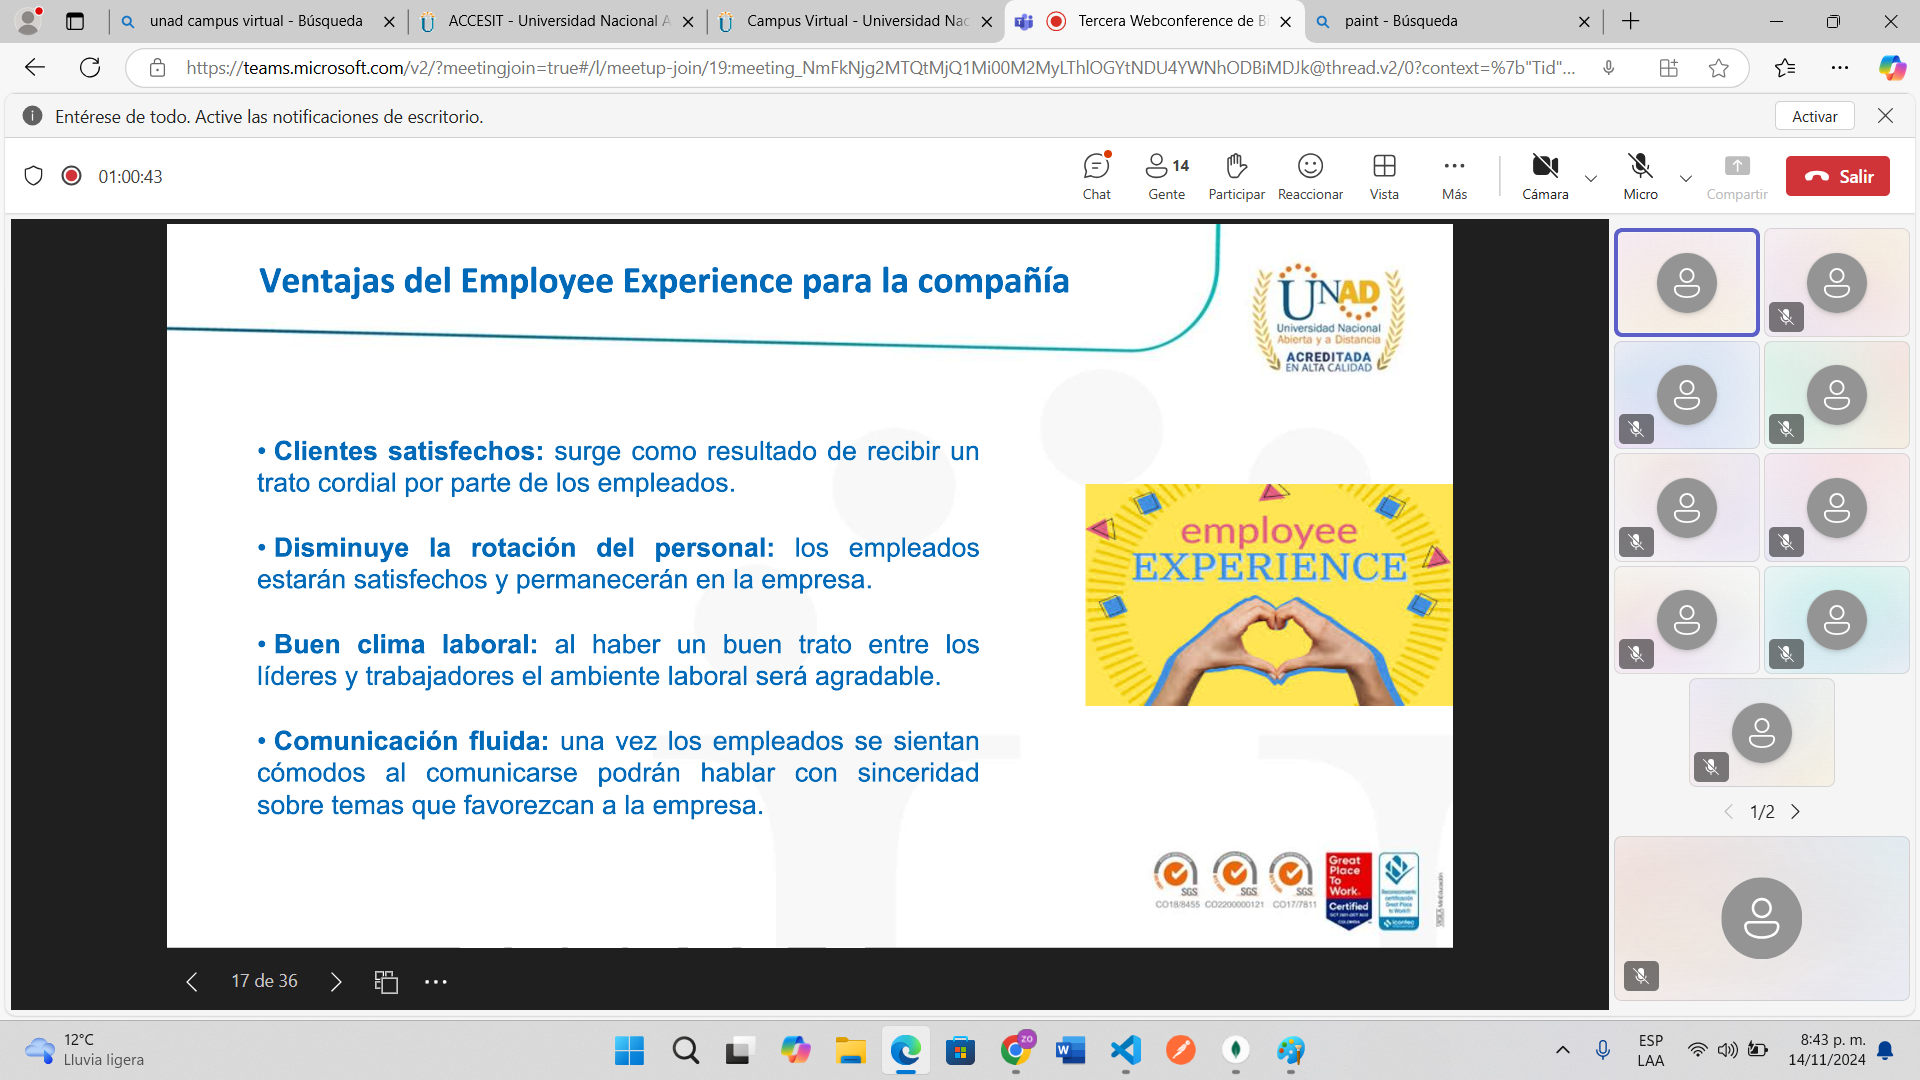 unad campus virtual - Búsqueda
ACCESIT - Universidad Nacional A
Campus Virtual - Universidad Nac
Tercera Webconference de Bi
paint - Búsqueda
https://teams.microsoft.com/v2/?meetingjoin=true#/l/meetup-join/19:meeting_NmFkNjg2MTQtMjQ1Mi00M2MyLThlOGYtNDU4YWNhODBiMDJk@thread.v2/0?context=%7b"Tid"...
Entérese de todo. Active las notificaciones de escritorio.
Activar
01:00:43
Chat
14
Gente
Participar
Reaccionar
Vista
Más
Cámara
Micro
Compartir
Salir
Ventajas del Employee Experience para la compañía
UNAD
Universidad Nacional
Abierta y a Distancia
ACREDITADA
EN ALTA CALIDAD
• Clientes satisfechos: surge como resultado de recibir un
trato cordial por parte de los empleados.
• Disminuye la rotación del personal: los empleados
estarán satisfechos y permanecerán en la empresa.
• Buen clima laboral: al haber un buen trato entre los
líderes y trabajadores el ambiente laboral será agradable.
• Comunicación fluida: una vez los empleados se sientan
cómodos al comunicarse podrán hablar con sinceridad
sobre temas que favorezcan a la empresa.
employee
EXPERIENCE
SGS
SGS
SGS
CO18/8455
CO2200000121
CO17/7811
Great
Place
To
Work.
Certified
icontec
1/2
17 de 36
12°C
Lluvia ligera
ZO
ESP
LAA
8:43 p. m.
14/11/2024